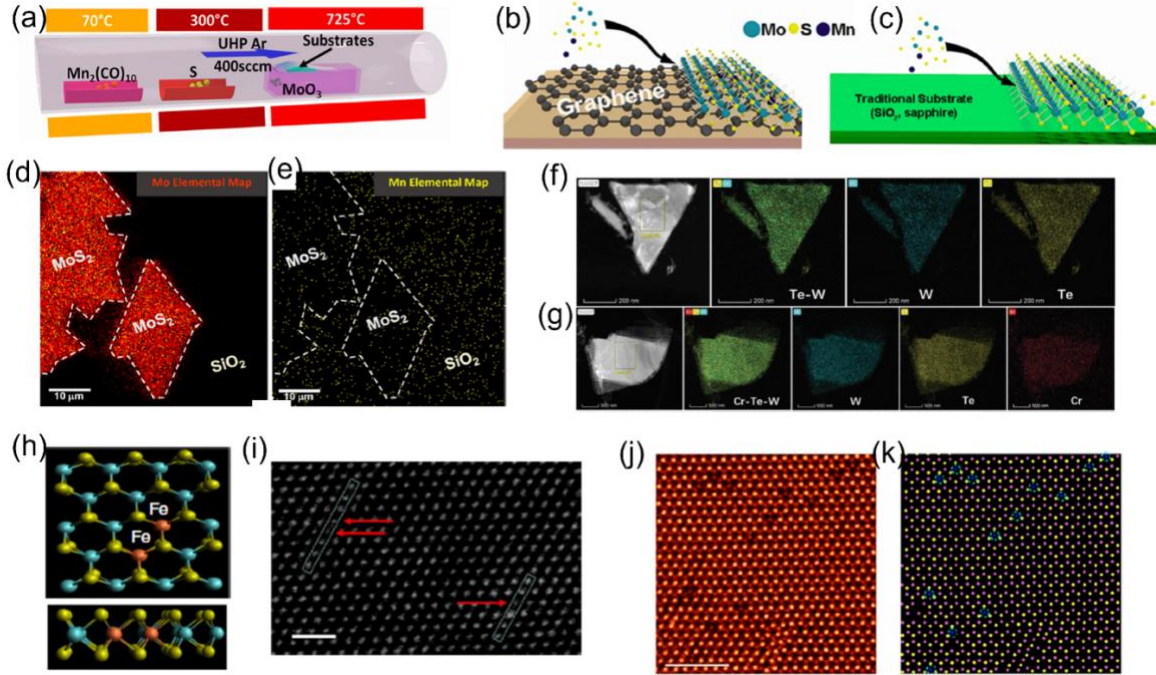 (a)
70°C
300°C
725°C
UHP Ar
400sccm
Substrates
Mn₂(CO)₁₀
S
MoO₃
(b)
Mo S Mn
Graphene
(c)
Traditional Substrate
(SiO₂, sapphire)
(d)
Mo Elemental Map
MoS₂
MoS₂
SiO₂
10 μm
(e)
Mn Elemental Map
MoS₂
MoS₂
SiO₂
10 μm
(f)
200 nm
Te-W
200 nm
W
200 nm
Te
200 nm
(g)
Cr-Te-W
W
Te
Cr
(h)
Fe
Fe
(i)
(j)
(k)